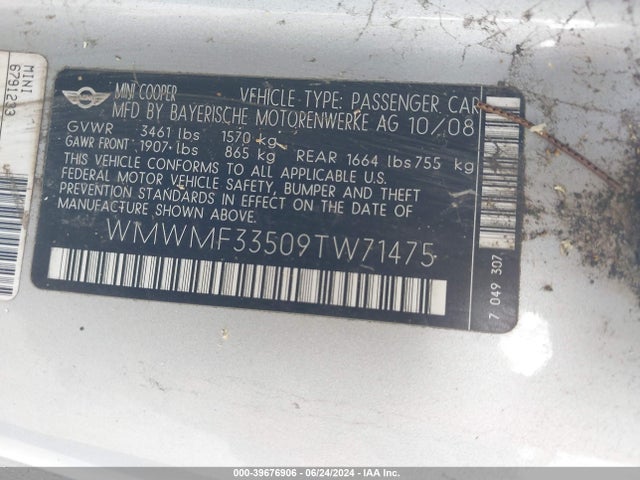 MINI
6791243
MINI COOPER
VEHICLE TYPE: PASSENGER CAR
MFD BY BAYERISCHE MOTORENWERKE AG 10/08
GVWR 3461 lbs 1570 kg
GAWR FRONT 1907 lbs 865 kg REAR 1664 lbs 755 kg
THIS VEHICLE CONFORMS TO ALL APPLICABLE U.S.
FEDERAL MOTOR VEHICLE SAFETY, BUMPER AND THEFT
PREVENTION STANDARDS IN EFFECT ON THE DATE OF
MANUFACTURE SHOWN ABOVE.
WMWMF33509TW71475
7 049 307
000-39676906 | 06/24/2024 | IAA Inc.